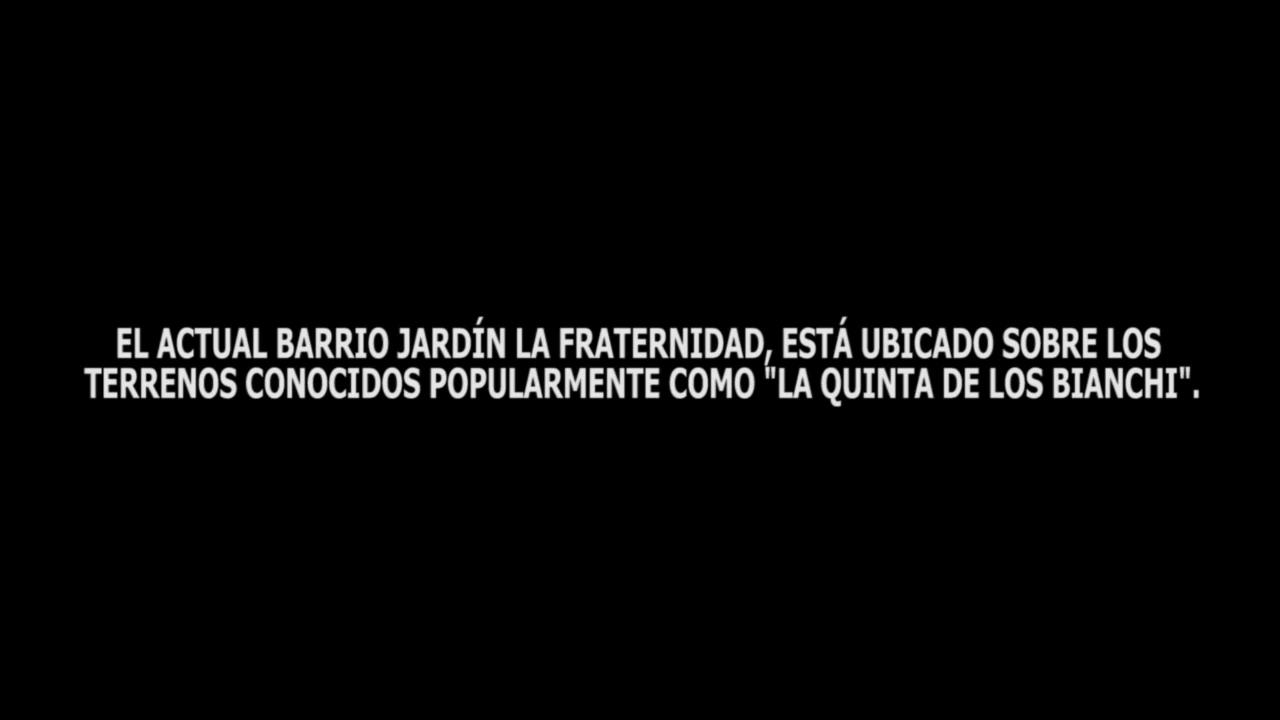 EL ACTUAL BARRIO JARDÍN LA FRATERNIDAD, ESTÁ UBICADO SOBRE LOS
TERRENOS CONOCIDOS POPULARMENTE COMO "LA QUINTA DE LOS BIANCHI".